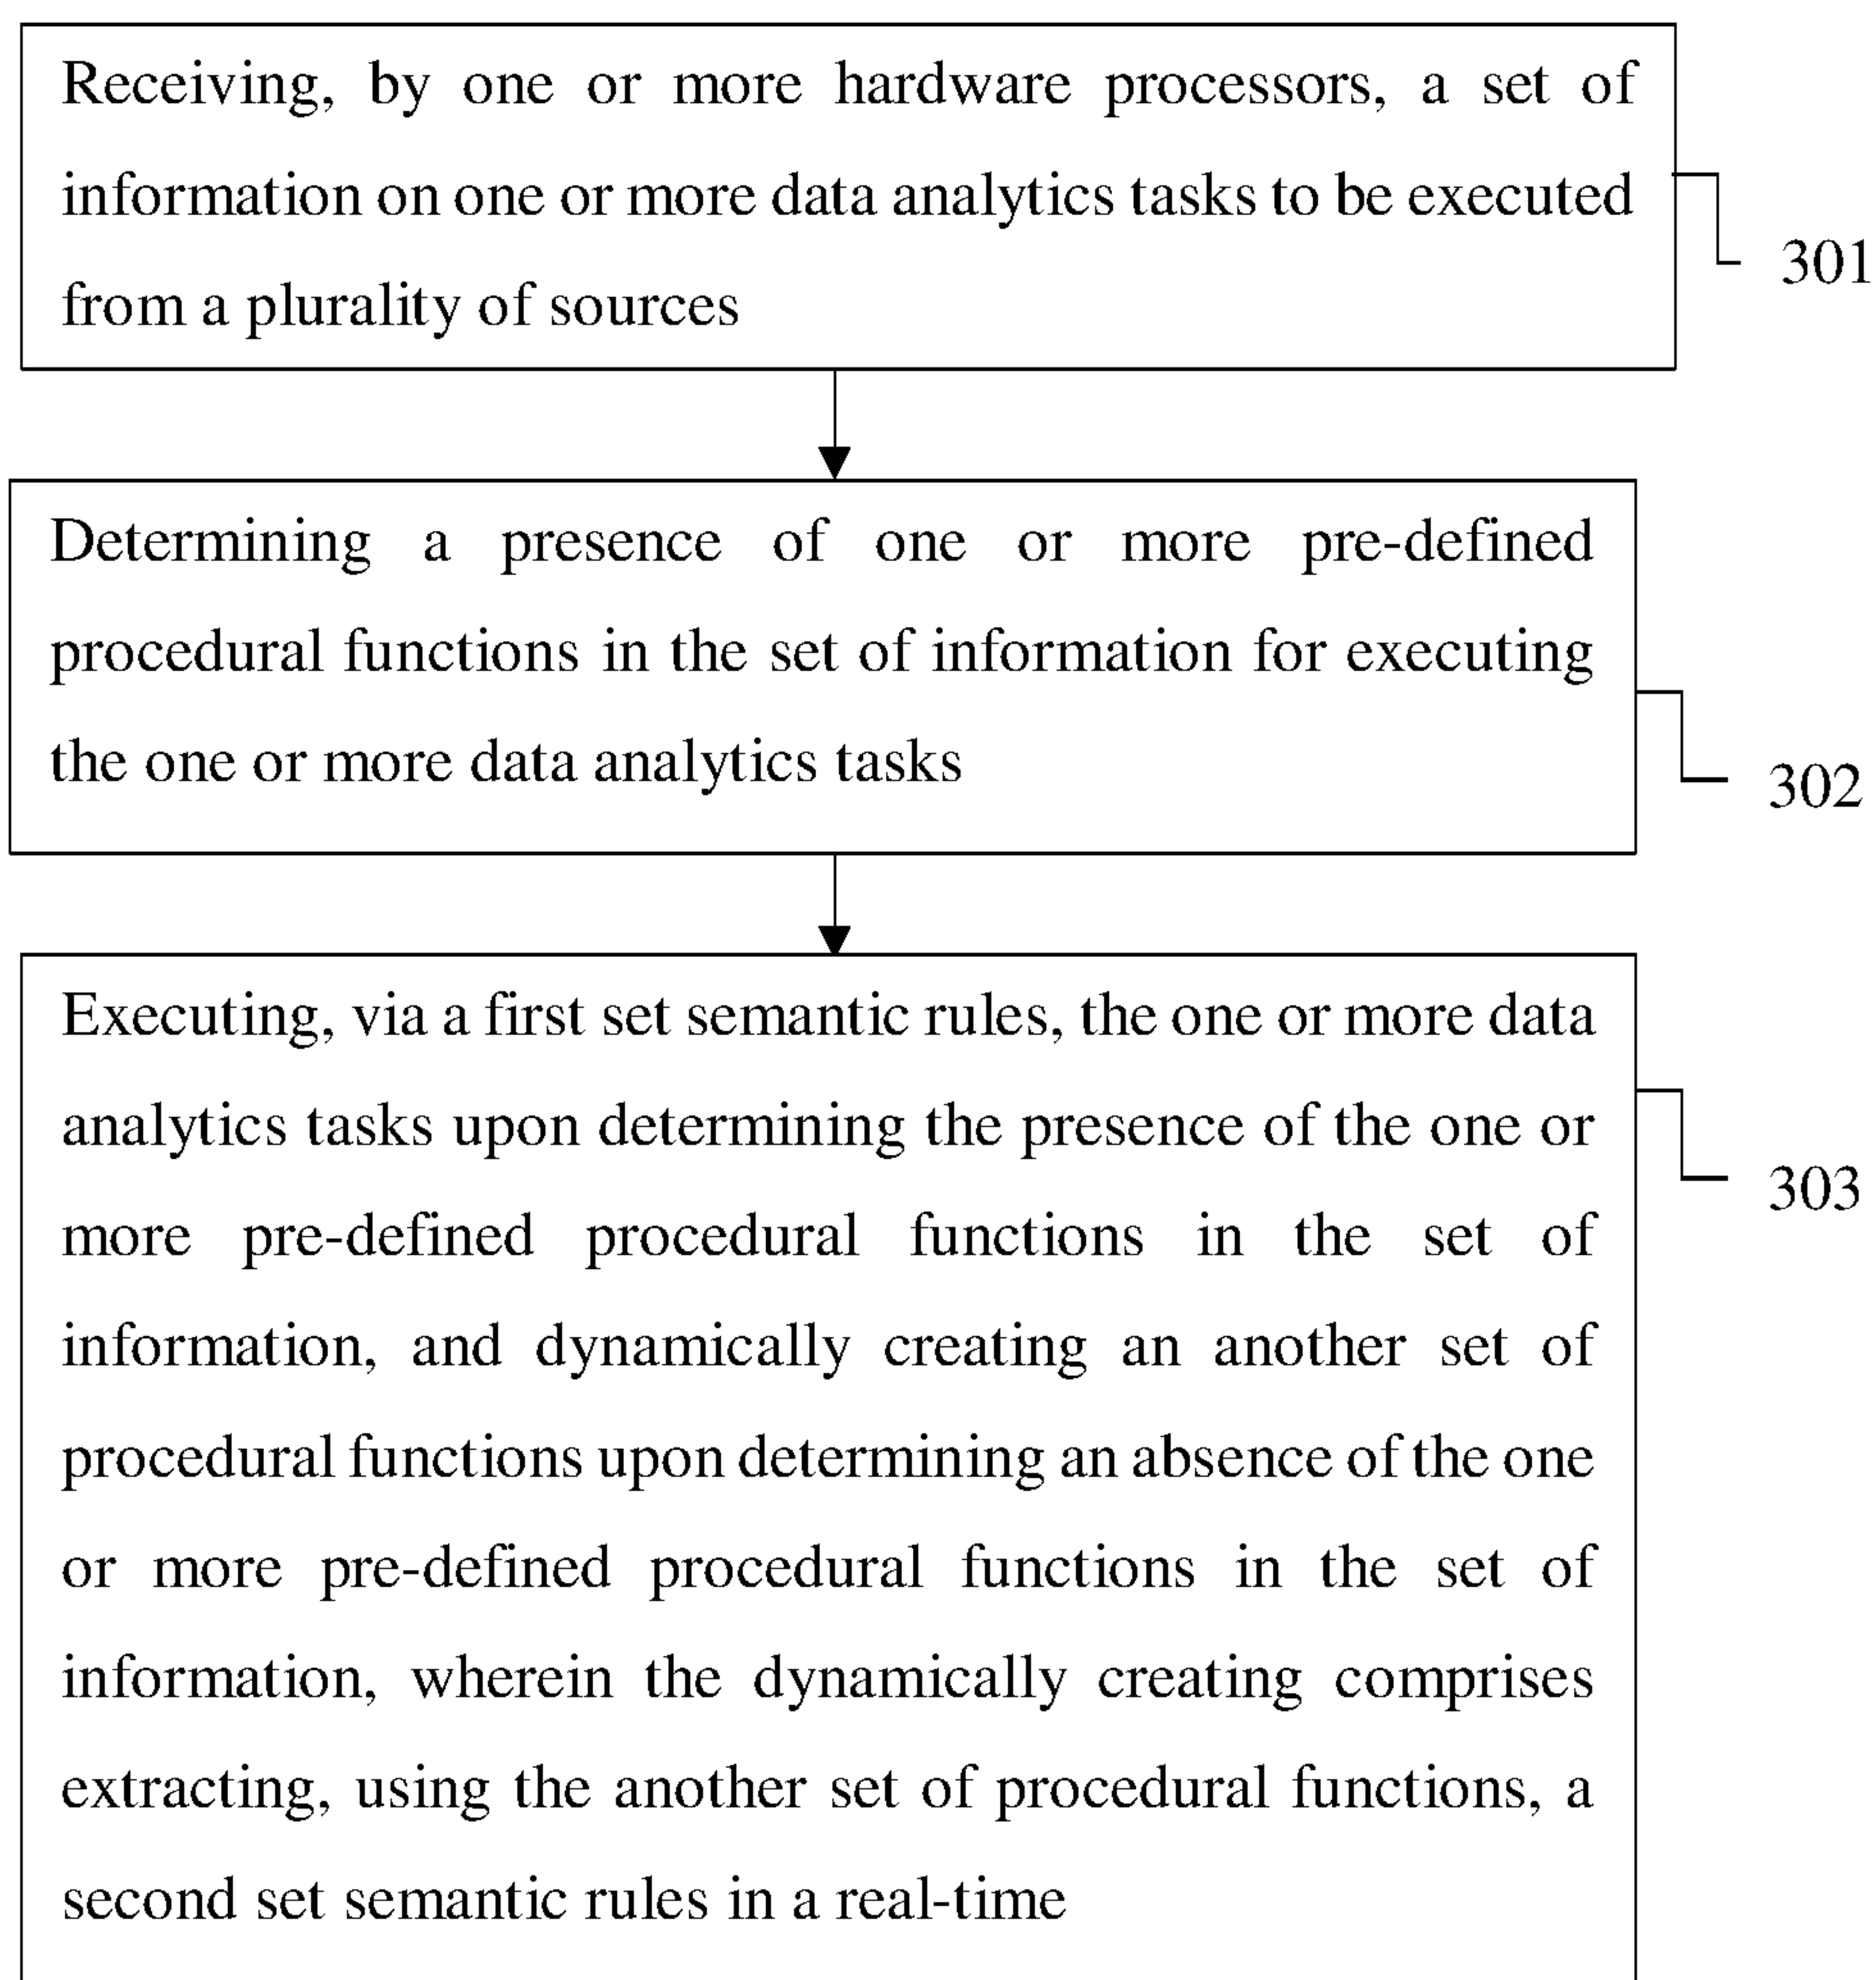 Receiving, by one or more hardware processors, a set of
information on one or more data analytics tasks to be executed
from a plurality of sources
301
Determining a presence of one or more pre-defined
procedural functions in the set of information for executing
the one or more data analytics tasks
302
Executing, via a first set semantic rules, the one or more data
analytics tasks upon determining the presence of the one or
more pre-defined procedural functions in the set of
information, and dynamically creating an another set of
procedural functions upon determining an absence of the one
or more pre-defined procedural functions in the set of
information, wherein the dynamically creating comprises
extracting, using the another set of procedural functions, a
second set semantic rules in a real-time
303